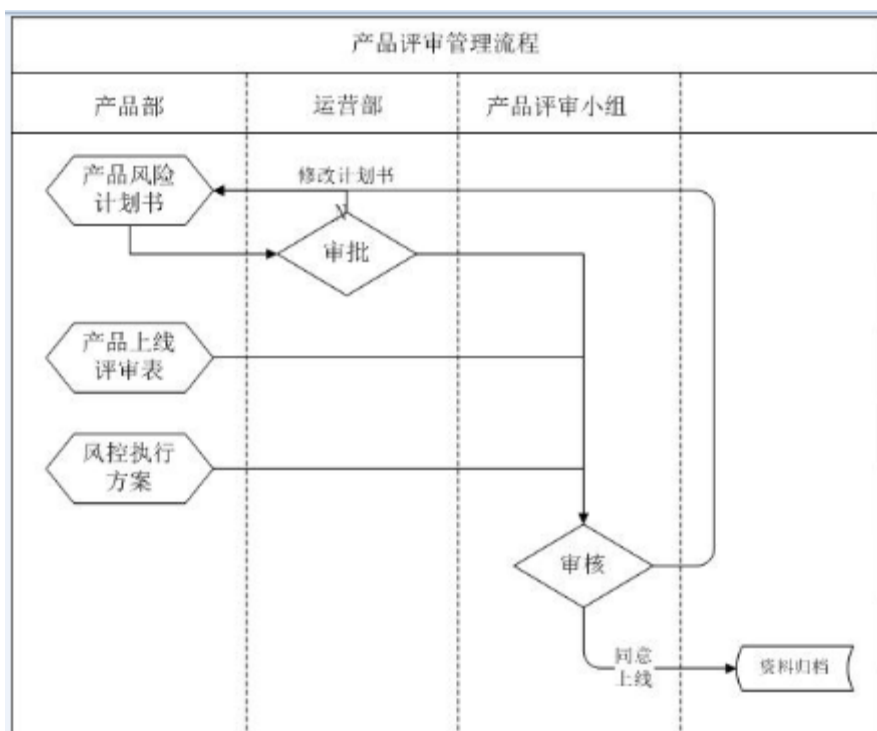 产品评审管理流程
产品部
运营部
产品评审小组
产品风险
计划书
修改计划书
审批
产品上线
评审表
风控执行
方案
审核
同意
上线
资料归档